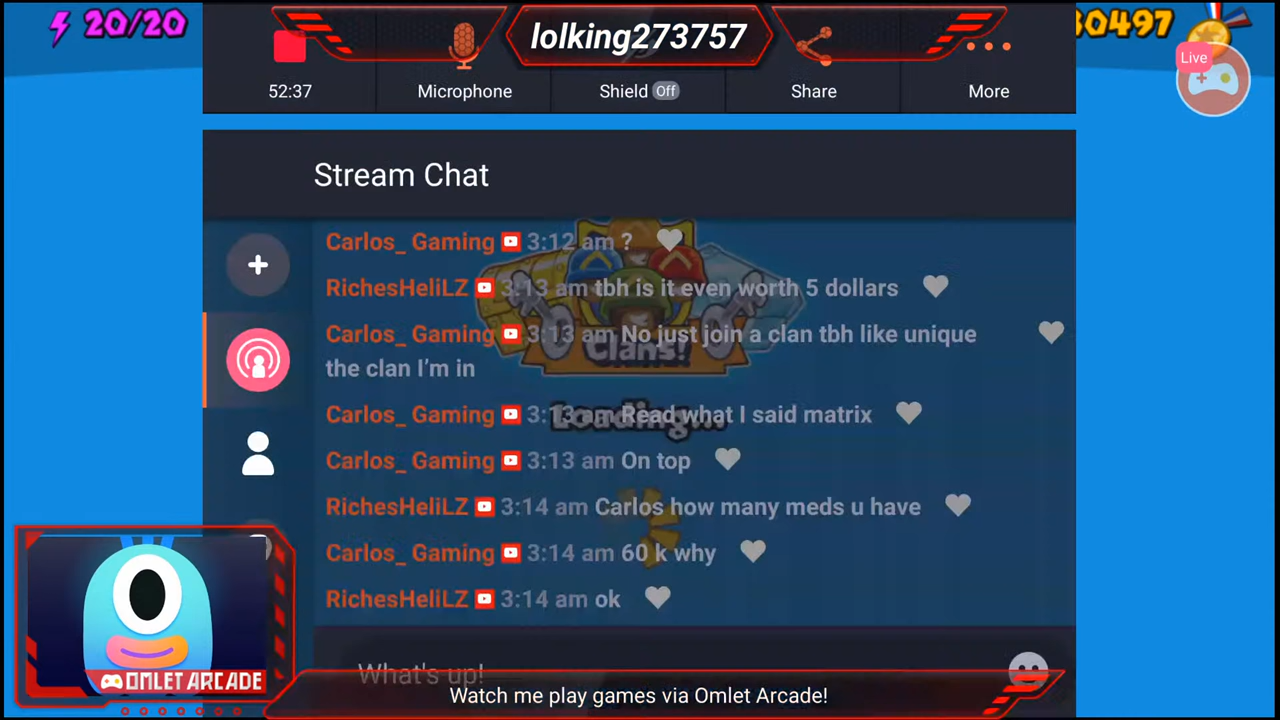 20/20
lolking273757
30497
Live
52:37
Microphone
Shield Off
Share
More
Stream Chat
Carlos_ Gaming 3:12 am ?
RichesHeliLZ 3:13 am tbh is it even worth 5 dollars
Carlos_ Gaming 3:13 am No just join a clan tbh like unique
the clan I'm in
Clans!
Carlos_ Gaming 3:13 am Read what I said matrix
Loading...
Carlos_ Gaming 3:13 am On top
RichesHeliLZ 3:14 am Carlos how many meds u have
Carlos_ Gaming 3:14 am 60 k why
RichesHeliLZ 3:14 am ok
What's up!
OMLET ARCADE
Watch me play games via Omlet Arcade!